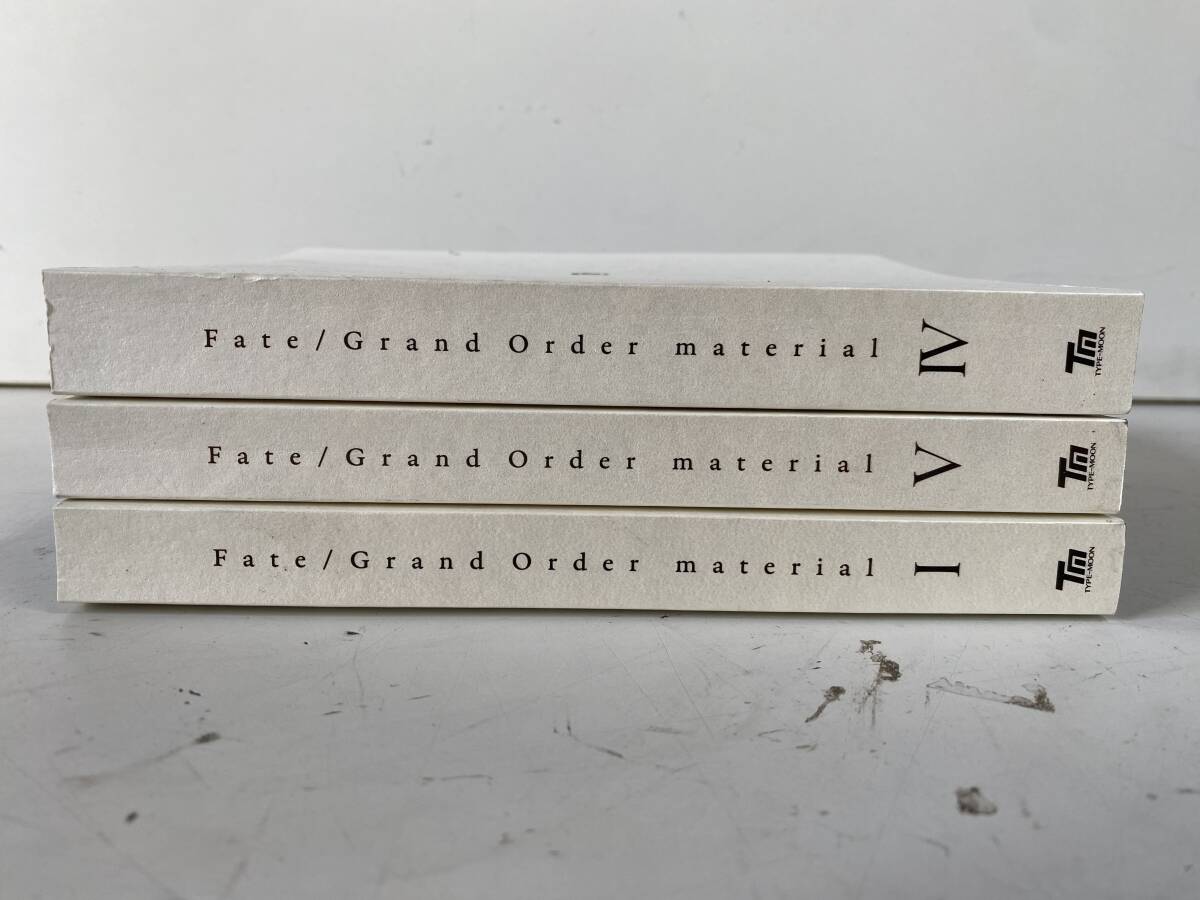 Fate/Grand Order material IV TM TYPE-MOON
Fate/Grand Order material V TM TYPE-MOON
Fate/Grand Order material I TM TYPE-MOON